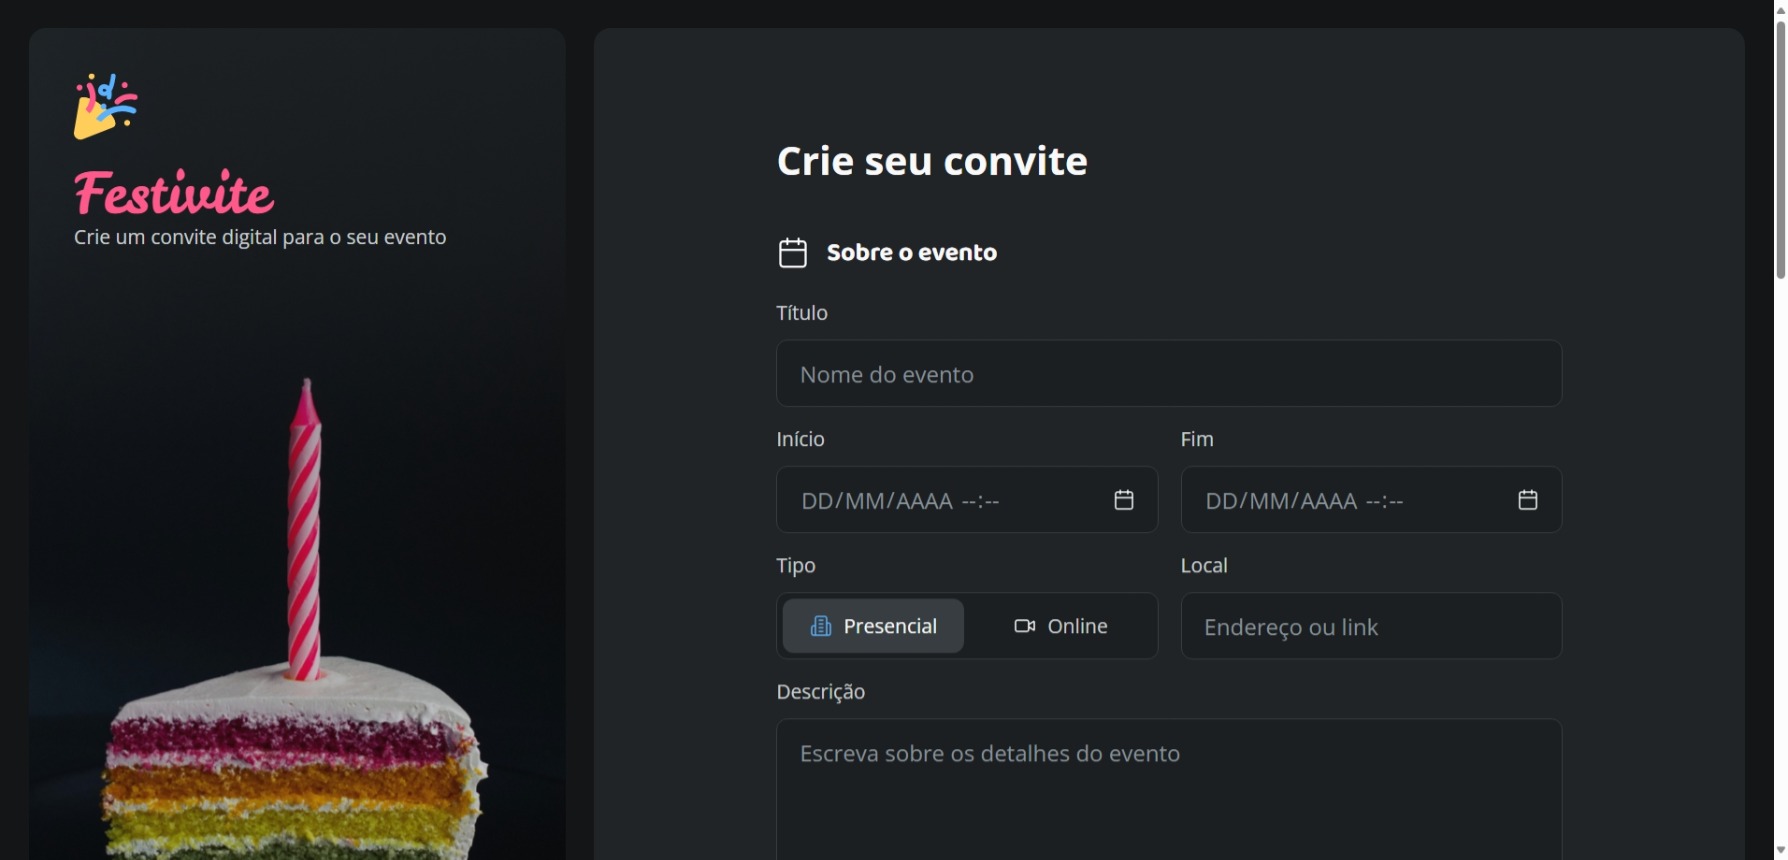 Festivite
Crie um convite digital para o seu evento
Crie seu convite
Sobre o evento
Título
Nome do evento
Início
Fim
DD/MM/AAAA --:--
DD/MM/AAAA --:--
Tipo
Local
Presencial
Online
Endereço ou link
Descrição
Escreva sobre os detalhes do evento